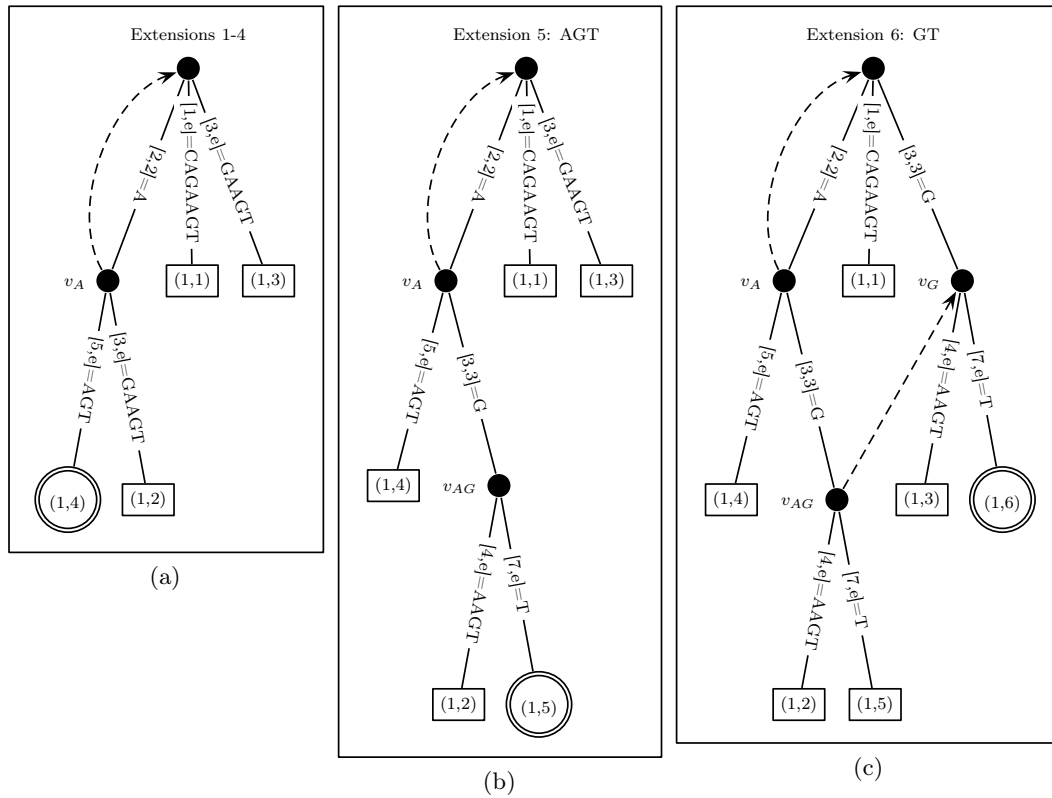 Extensions 1-4
[2,2]=A
[1,e]=CAGAAGT
[3,e]=GAAGT
v_A
(1,1)
(1,3)
[5,e]=AGT
[3,e]=GAAGT
(1,4)
(1,2)
(a)
Extension 5: AGT
[2,2]=A
[1,e]=CAGAAGT
[3,e]=GAAGT
v_A
(1,1)
(1,3)
[5,e]=AGT
[3,3]=G
(1,4)
v_AG
[4,e]=AAGT
[7,e]=T
(1,2)
(1,5)
(b)
Extension 6: GT
[2,2]=A
[1,e]=CAGAAGT
[3,3]=G
v_A
(1,1)
v_G
[5,e]=AGT
[3,3]=G
[4,e]=AAGT
[7,e]=T
(1,4)
v_AG
(1,3)
(1,6)
[4,e]=AAGT
[7,e]=T
(1,2)
(1,5)
(c)